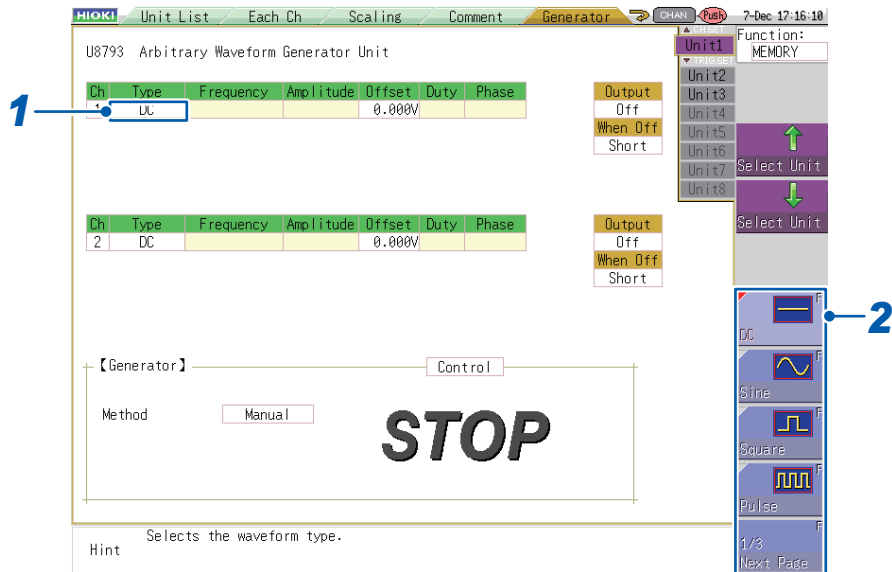 HIOKI Unit List Each Ch Scaling Comment Generator CHAN Push 7-Dec 17:16:10
▲ CH.SET
Unit1
▼ TRIG.SET
Unit2
Unit3
Unit4
Unit5
Unit6
Unit7
Unit8
Function:
MEMORY
Select Unit
Select Unit
U8793 Arbitrary Waveform Generator Unit
Ch Type Frequency Amplitude Offset Duty Phase
1 DC 0.000V
Output
Off
When Off
Short
1
Ch Type Frequency Amplitude Offset Duty Phase
2 DC 0.000V
Output
Off
When Off
Short
【Generator】 Control
Method Manual
STOP
F
DC
F
Sine
F
Square
F
Pulse
F
1/3
Next Page
2
Hint Selects the waveform type.